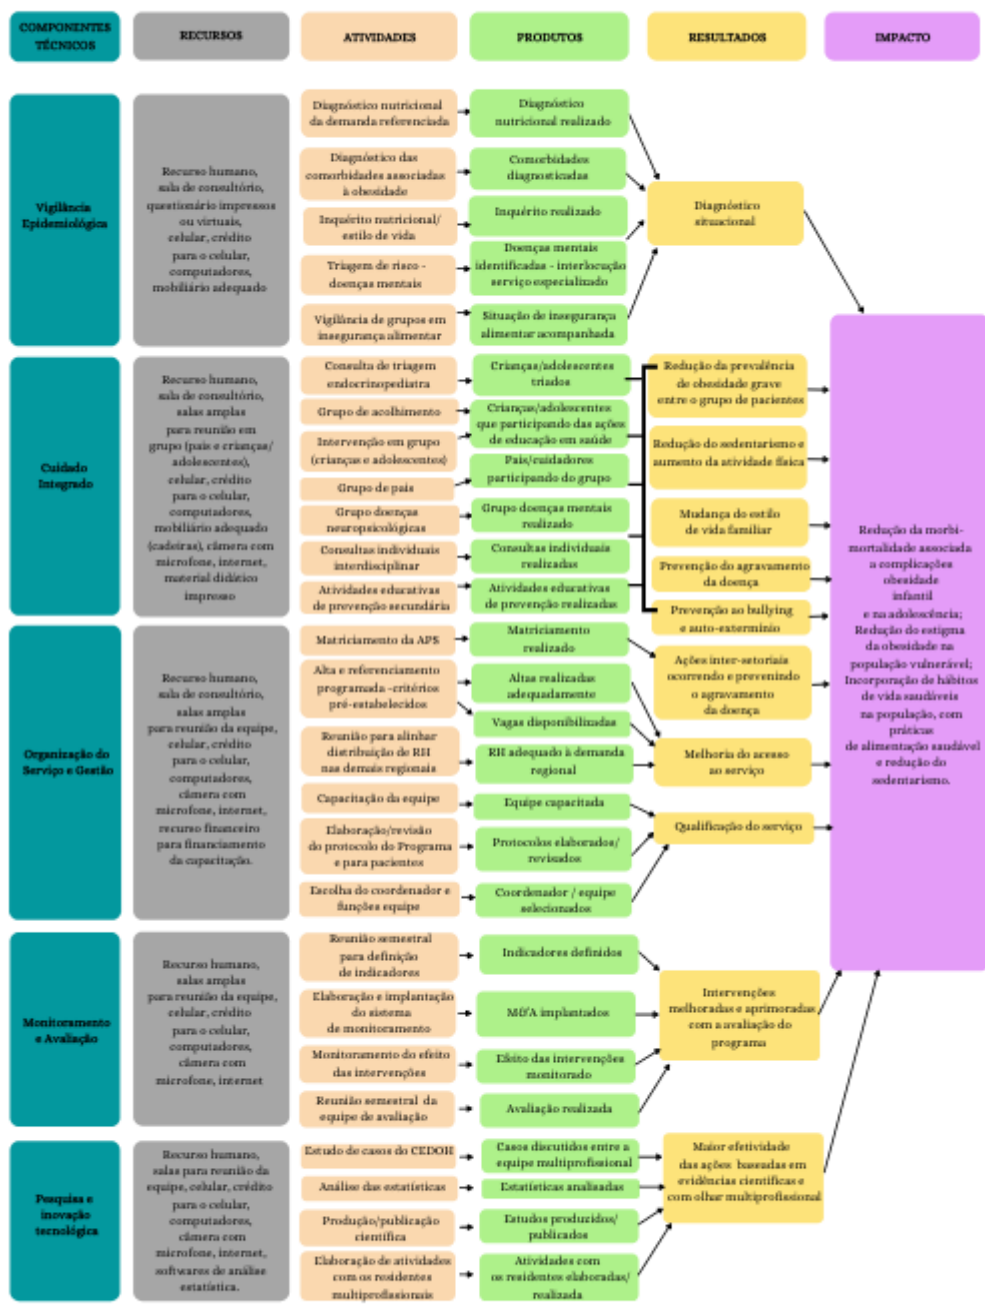 COMPONENTES
TÉCNICOS
RECURSOS
ATIVIDADES
PRODUTOS
RESULTADOS
IMPACTO
Vigilância
Epidemiológica
Recurso humano,
sala de consultório,
questionário impressos
ou virtuais,
celular, crédito
para o celular,
computadores,
mobiliário adequado
Diagnóstico nutricional
da demanda referenciada
Diagnóstico
nutricional realizado
Diagnóstico das
comorbidades associadas
à obesidade
Comorbidades
diagnosticadas
Inquérito nutricional/
estilo de vida
Inquérito realizado
Triagem de risco -
doenças mentais
Doenças mentais
identificadas - interlocução
serviço especializado
Vigilância de grupos em
insegurança alimentar
Situação de insegurança
alimentar acompanhada
Diagnóstico
situacional
Cuidado
Integrado
Recurso humano,
sala de consultório,
salas amplas
para reunião em
grupo (pais e crianças/
adolescentes),
celular, crédito
para o celular,
computadores,
mobiliário adequado
(cadeiras), câmera com
microfone, internet,
material didático
impresso
Consulta de triagem
endocrinopediatra
Grupo de acolhimento
Intervenção em grupo
(crianças e adolescentes)
Grupo de pais
Grupo doenças
neuropsicológicas
Consultas individuais
interdisciplinar
Atividades educativas
de prevenção secundária
Crianças/adolescentes
triados
Crianças/adolescentes
que participando das ações
de educação em saúde
Pais/cuidadores
participando do grupo
Grupo doenças mentais
realizado
Consultas individuais
realizadas
Atividades educativas
de prevenção realizadas
Redução da prevalência
de obesidade grave
entre o grupo de pacientes
Redução do sedentarismo e
aumento da atividade física
Mudança do estilo
de vida familiar
Prevenção do agravamento
da doença
Prevenção ao bullying
e auto-extermínio
Organização do
Serviço e Gestão
Recurso humano,
sala de consultório,
salas amplas
para reunião da equipe,
celular, crédito
para o celular,
computadores,
câmera com
microfone, internet,
recurso financeiro
para financiamento
da capacitação.
Matriciamento da APS
Alta e referenciamento
programada -critérios
pré-estabelecidos
Reunião para alinhar
distribuição de RH
nas demais regionais
Capacitação da equipe
Elaboração/revisão
do protocolo do Programa
e para pacientes
Escolha do coordenador e
funções equipe
Matriciamento
realizado
Altas realizadas
adequadamente
Vagas disponibilizadas
RH adequado à demanda
regional
Equipe capacitada
Protocolos elaborados/
revisados
Coordenador / equipe
selecionados
Ações inter-setoriais
ocorrendo e prevenindo
o agravamento
da doença
Melhoria do acesso
ao serviço
Qualificação do serviço
Redução da morbi-
mortalidade associada
a complicações
obesidade
infantil
e na adolescência;
Redução do estigma
da obesidade na
população vulnerável;
Incorporação de hábitos
de vida saudáveis
na população, com
práticas
de alimentação saudável
e redução do
sedentarismo.
Monitoramento
e Avaliação
Recurso humano,
salas amplas
para reunião da equipe,
celular, crédito
para o celular,
computadores,
câmera com
microfone, internet
Reunião semestral
para definição
de indicadores
Elaboração e implantação
do sistema
de monitoramento
Monitoramento do efeito
das intervenções
Reunião semestral da
equipe de avaliação
Indicadores definidos
M&A implantados
Efeito das intervenções
monitorado
Avaliação realizada
Intervenções
melhoradas e aprimoradas
com a avaliação do
programa
Pesquisa e
inovação
tecnológica
Recurso humano,
salas para reunião da
equipe, celular, crédito
para o celular,
computadores,
câmera com
microfone, internet,
softwares de análise
estatística.
Estudo de casos do CEDOH
Análise das estatísticas
Produção/publicação
científica
Elaboração de atividades
com os residentes
multiprofissionais
Casos discutidos entre a
equipe multiprofissional
Estatísticas analisadas
Estudos produzidos/
publicados
Atividades com
os residentes elaboradas/
realizada
Maior efetividade
das ações baseadas em
evidências científicas e
com olhar multiprofissional